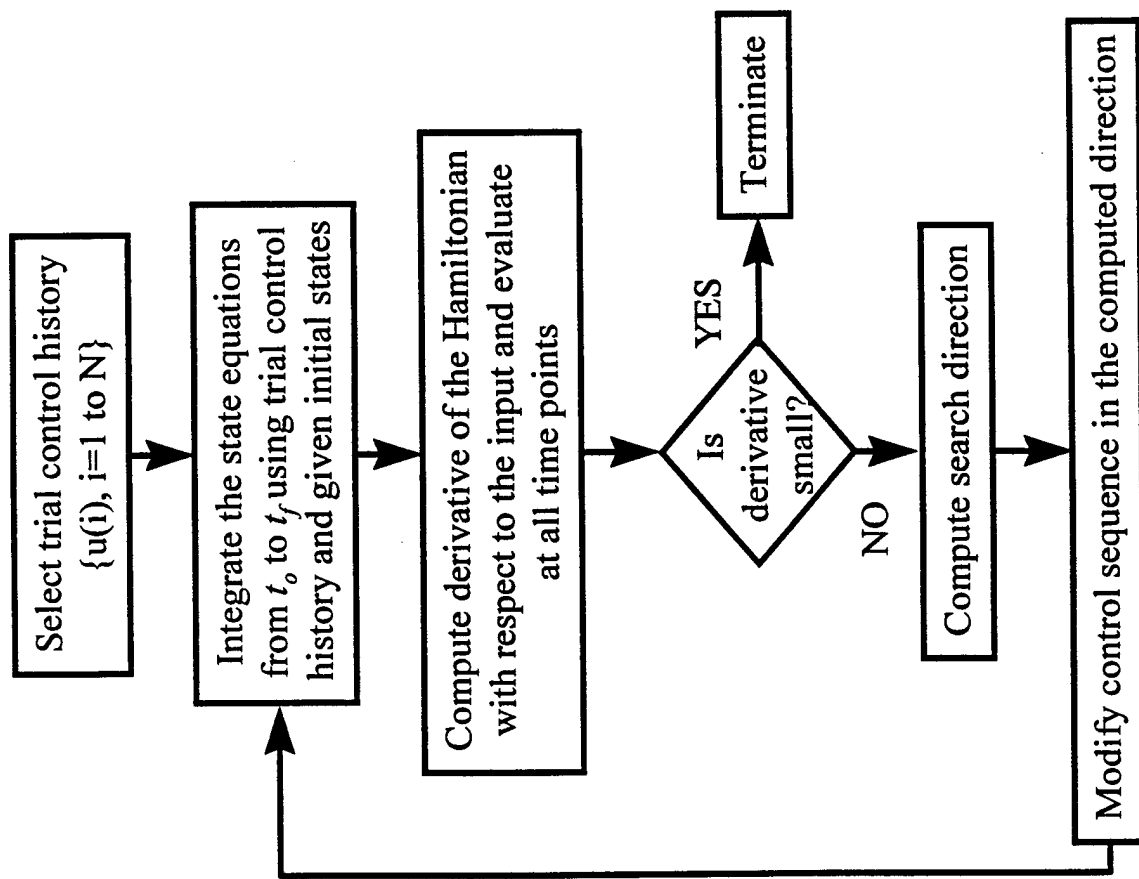 Select trial control history
{u(i), i=1 to N}
Integrate the state equations
from t_o to t_f using trial control
history and given initial states
Compute derivative of the Hamiltonian
with respect to the input and evaluate
at all time points
Is
derivative
small?
YES
Terminate
NO
Compute search direction
Modify control sequence in the computed direction